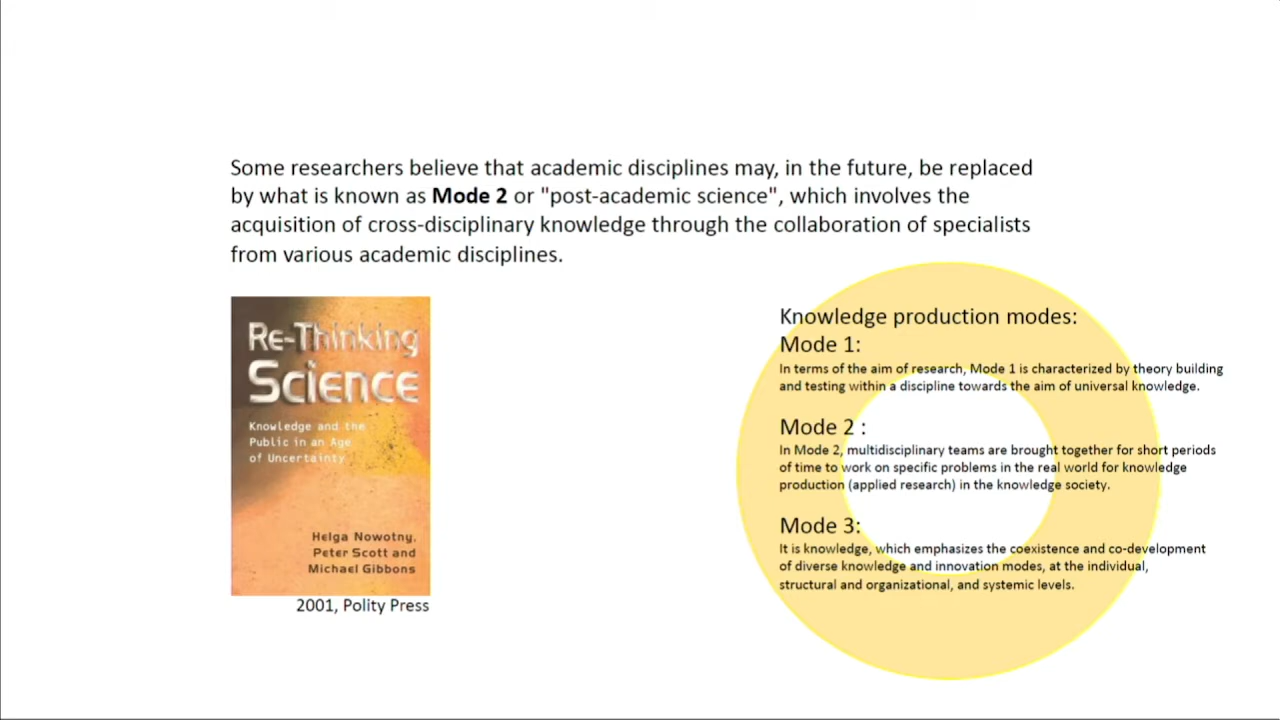 Some researchers believe that academic disciplines may, in the future, be replaced
by what is known as Mode 2 or "post-academic science", which involves the
acquisition of cross-disciplinary knowledge through the collaboration of specialists
from various academic disciplines.
Re-Thinking
Science
Knowledge and the
Public in an Age
of Uncertainty
Helga Nowotny,
Peter Scott and
Michael Gibbons
2001, Polity Press
Knowledge production modes:
Mode 1:
In terms of the aim of research, Mode 1 is characterized by theory building
and testing within a discipline towards the aim of universal knowledge.
Mode 2 :
In Mode 2, multidisciplinary teams are brought together for short periods
of time to work on specific problems in the real world for knowledge
production (applied research) in the knowledge society.
Mode 3:
It is knowledge, which emphasizes the coexistence and co-development
of diverse knowledge and innovation modes, at the individual,
structural and organizational, and systemic levels.